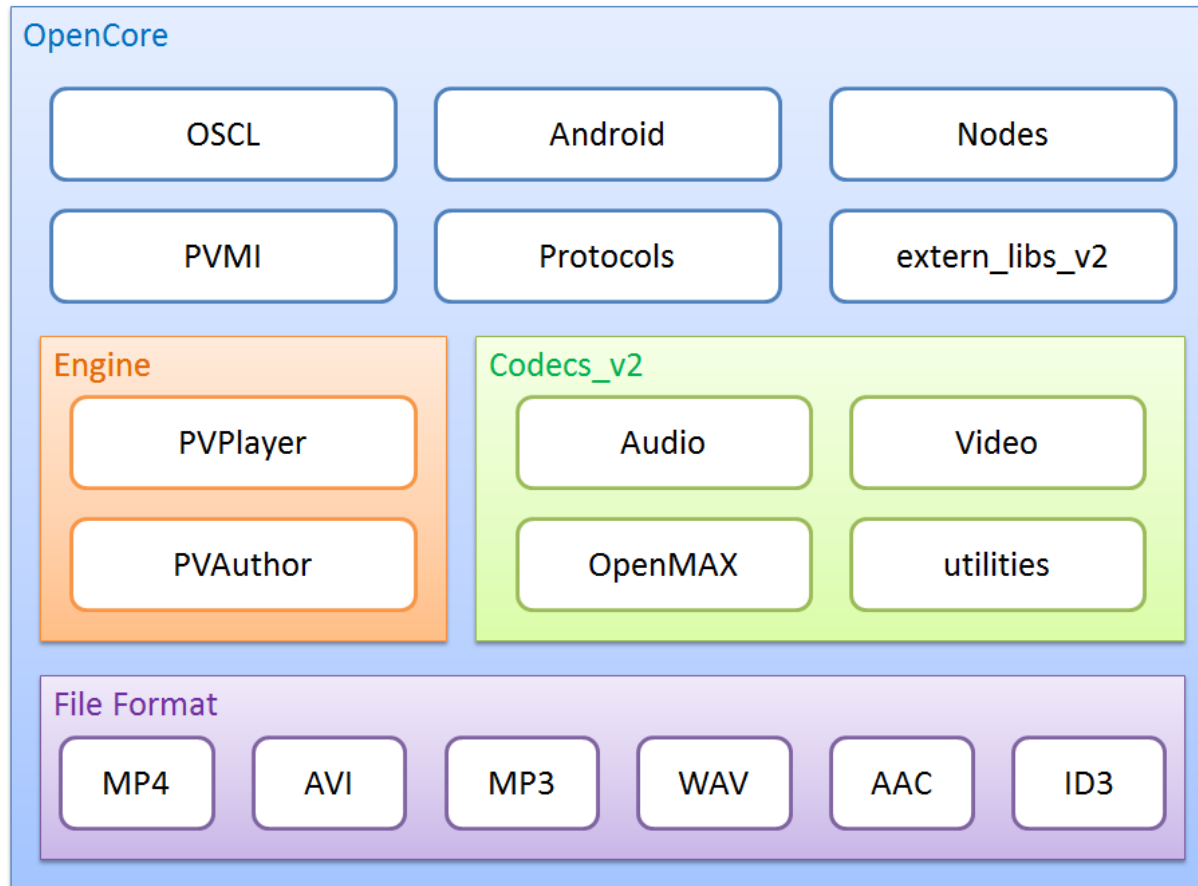 OpenCore
OSCL Android Nodes
PVMI Protocols extern_libs_v2
Engine
PVPlayer
PVAuthor
Codecs_v2
Audio Video
OpenMAX utilities
File Format
MP4 AVI MP3 WAV AAC ID3